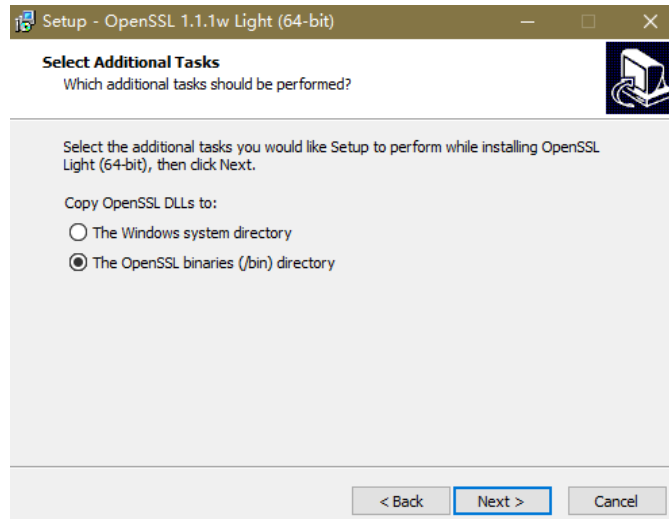 Setup - OpenSSL 1.1.1w Light (64-bit)
Select Additional Tasks
Which additional tasks should be performed?
Select the additional tasks you would like Setup to perform while installing OpenSSL
Light (64-bit), then click Next.
Copy OpenSSL DLLs to:
The Windows system directory
The OpenSSL binaries (/bin) directory
< Back
Next >
Cancel